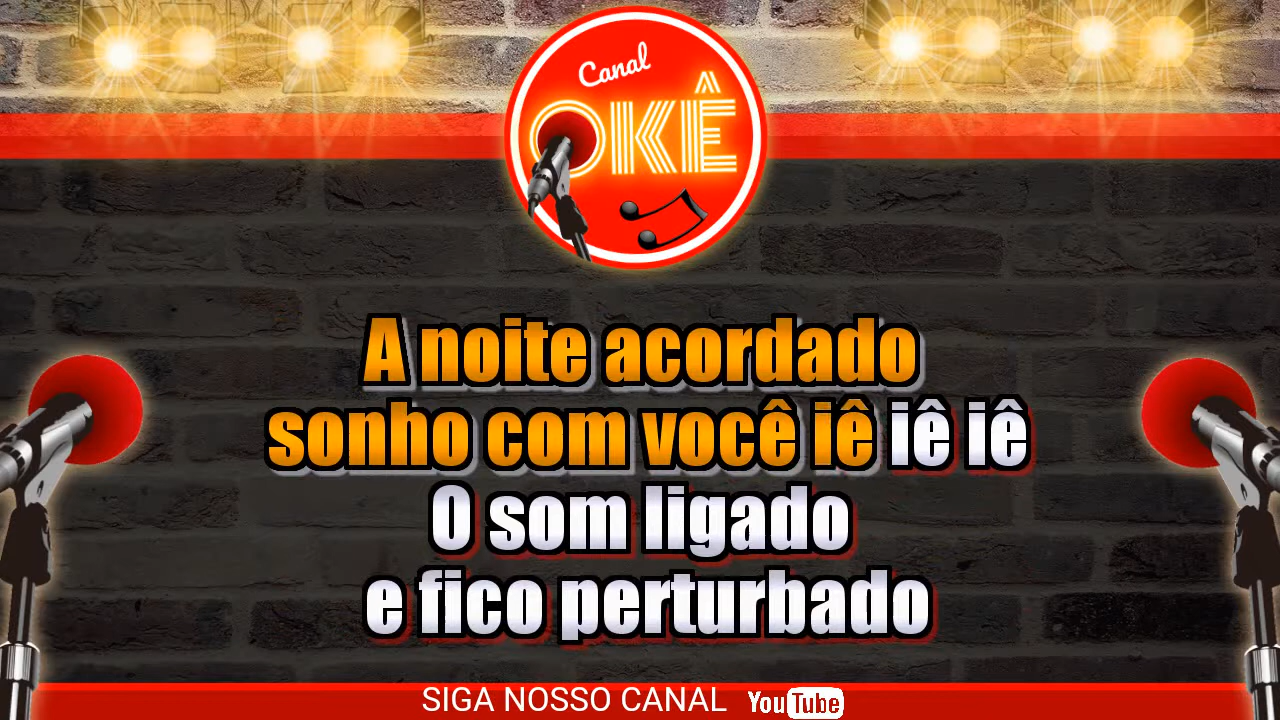 Canal
OKÊ
A noite acordado
sonho com você iê iê iê
O som ligado
e fico perturbado
SIGA NOSSO CANAL YouTube